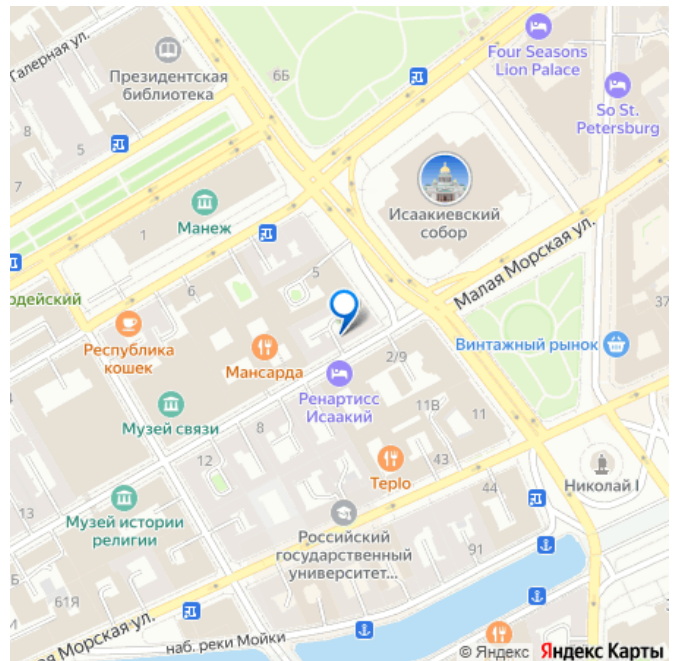 Галерная ул.
Президентская
библиотека
6Б
Four Seasons
Lion Palace
So St.
Petersburg
8
5
7
Манеж
1
Исаакиевский
собор
Малая Морская ул.
5
6
рдейский
Республика
кошек
Мансарда
37
Винтажный рынок
2/9
Ренартисс
Исаакий
Музей связи
8
11В
11
12
43
Teplo
44
Николай I
13
Музей истории
религии
Российский
государственный
университет...
91
Б
61Я
я Морская ул.
наб. реки Мойки
3
© Яндекс Яндекс Карты